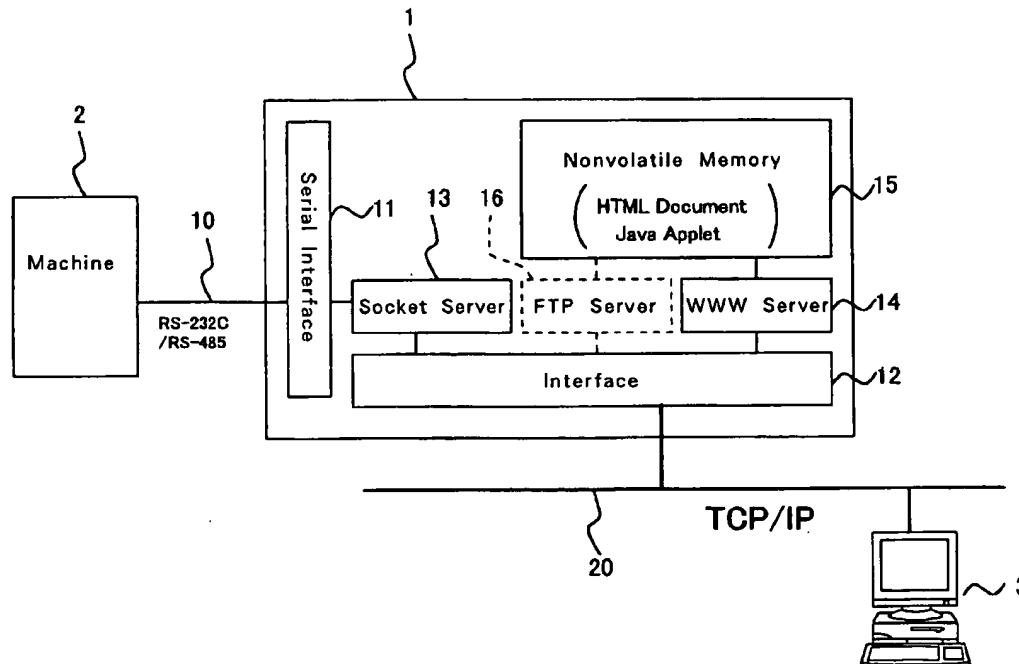 1
2
Machine
10
RS-232C
/RS-485
Serial Interface
11
13
Socket Server
16
FTP Server
Nonvolatile Memory
( HTML Document
Java Applet )
15
WWW Server
14
Interface
12
20
TCP/IP